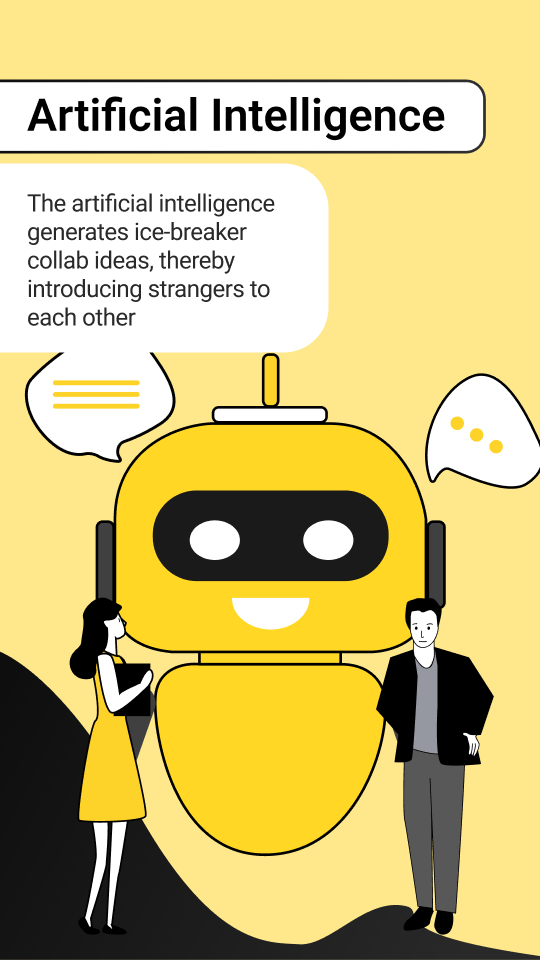 Artificial Intelligence
The artificial intelligence
generates ice-breaker
collab ideas, thereby
introducing strangers to
each other